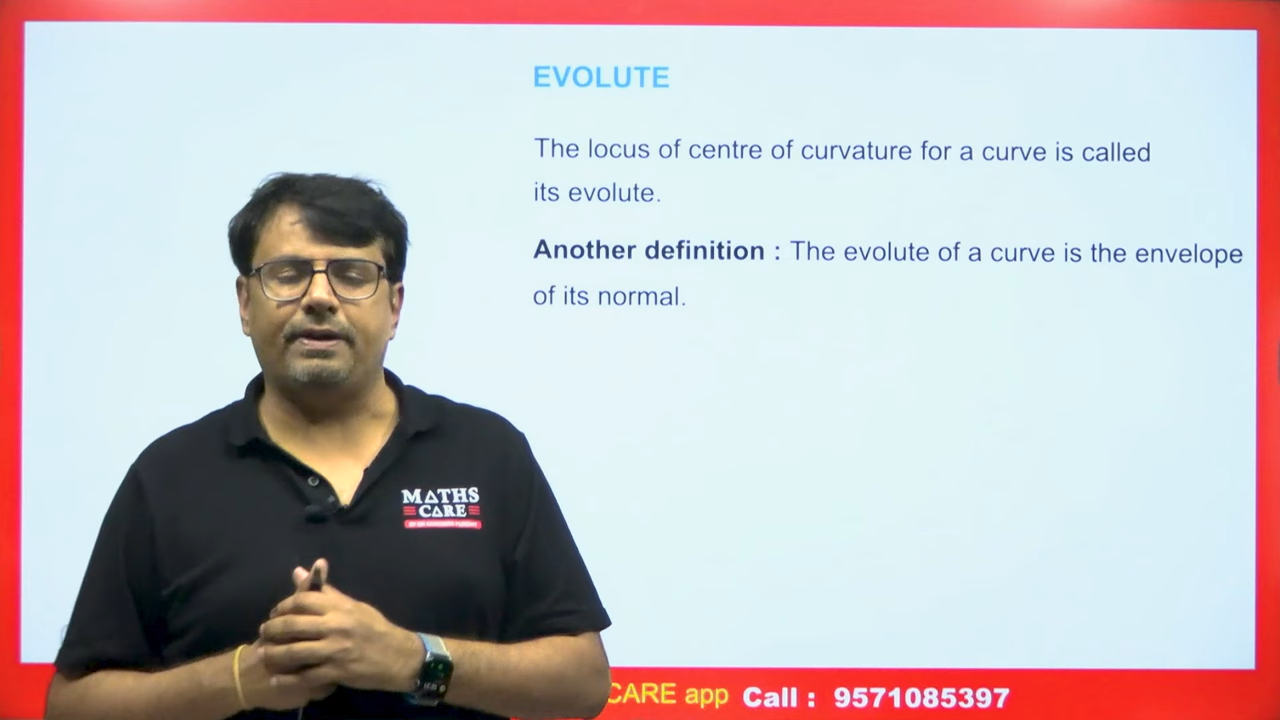 EVOLUTE
The locus of centre of curvature for a curve is called
its evolute.
Another definition : The evolute of a curve is the envelope
of its normal.
MATHS
CARE
CARE app Call : 9571085397